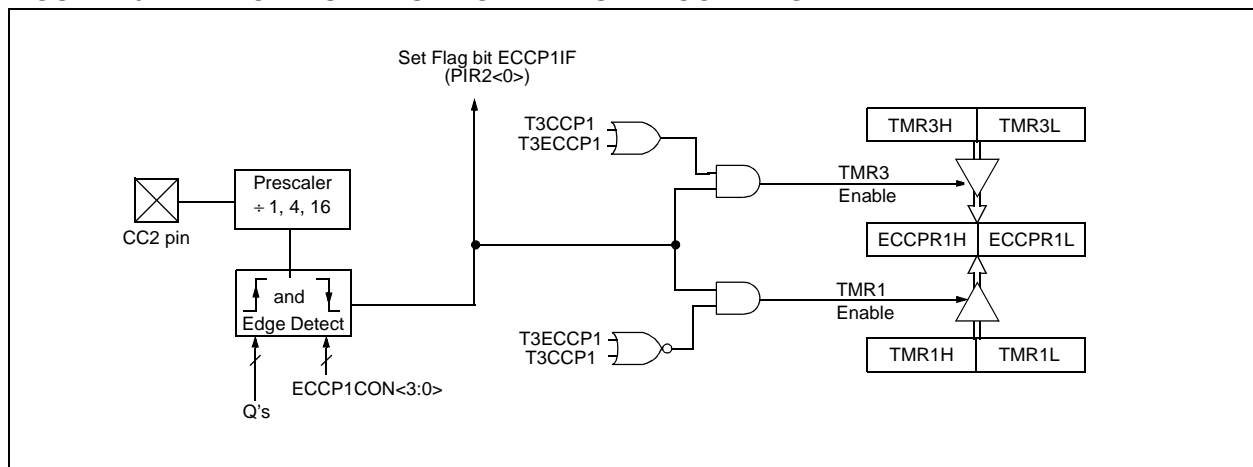 Set Flag bit ECCP1IF
(PIR2<0>)
T3CCP1
T3ECCP1
TMR3H
TMR3L
TMR3
Enable
Prescaler
÷ 1, 4, 16
CC2 pin
ECCPR1H
ECCPR1L
and
Edge Detect
TMR1
Enable
T3ECCP1
T3CCP1
TMR1H
TMR1L
ECCP1CON<3:0>
Q's